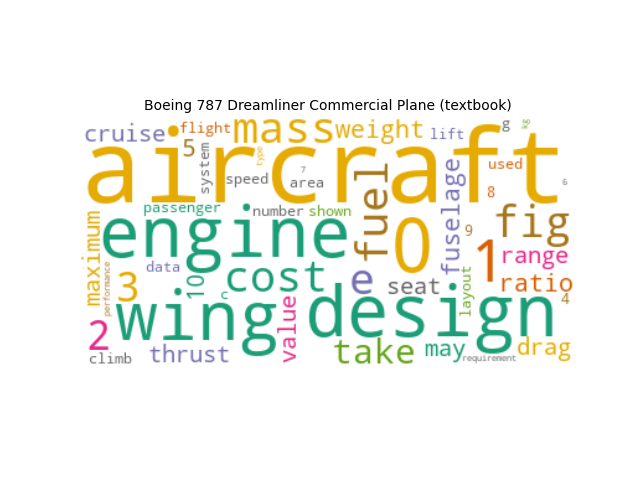 Boeing 787 Dreamliner Commercial Plane (textbook)
cruise
flight
mass
weight
lift
g
kg
aircraft
5
system
type
speed
7
area
fuel
fuselage
used
8
6
passenger
number
shown
maximum
engine
0
9
fig
1
range
data
performance
3
10
c
cost
e
seat
layout
ratio
4
2
wing
design
value
climb
thrust
take
may
requirement
drag